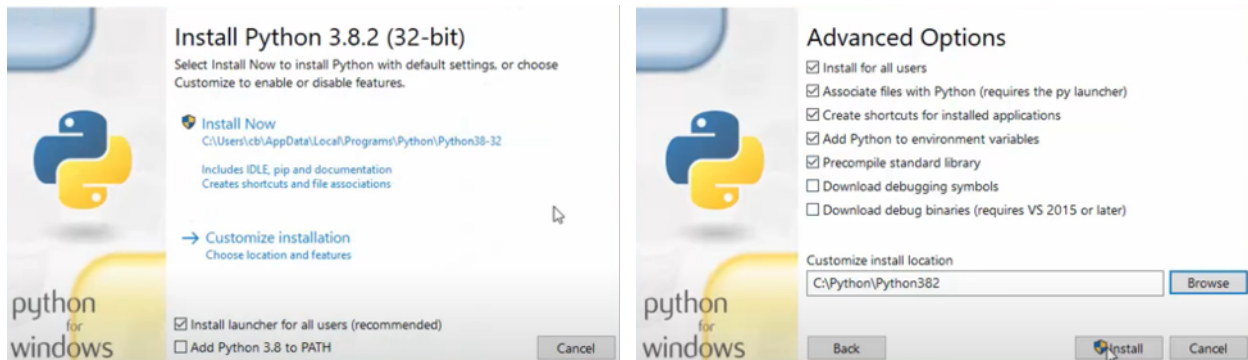 Install Python 3.8.2 (32-bit)
Select Install Now to install Python with default settings, or choose
Customize to enable or disable features.
Install Now
C:\Users\cb\AppData\Local\Programs\Python\Python38-32
Includes IDLE, pip and documentation
Creates shortcuts and file associations
Customize installation
Choose location and features
Install launcher for all users (recommended)
Add Python 3.8 to PATH
Cancel
python
for
windows
Advanced Options
Install for all users
Associate files with Python (requires the py launcher)
Create shortcuts for installed applications
Add Python to environment variables
Precompile standard library
Download debugging symbols
Download debug binaries (requires VS 2015 or later)
Customize install location
C:\Python\Python382
Browse
Back
Install
Cancel
python
for
windows